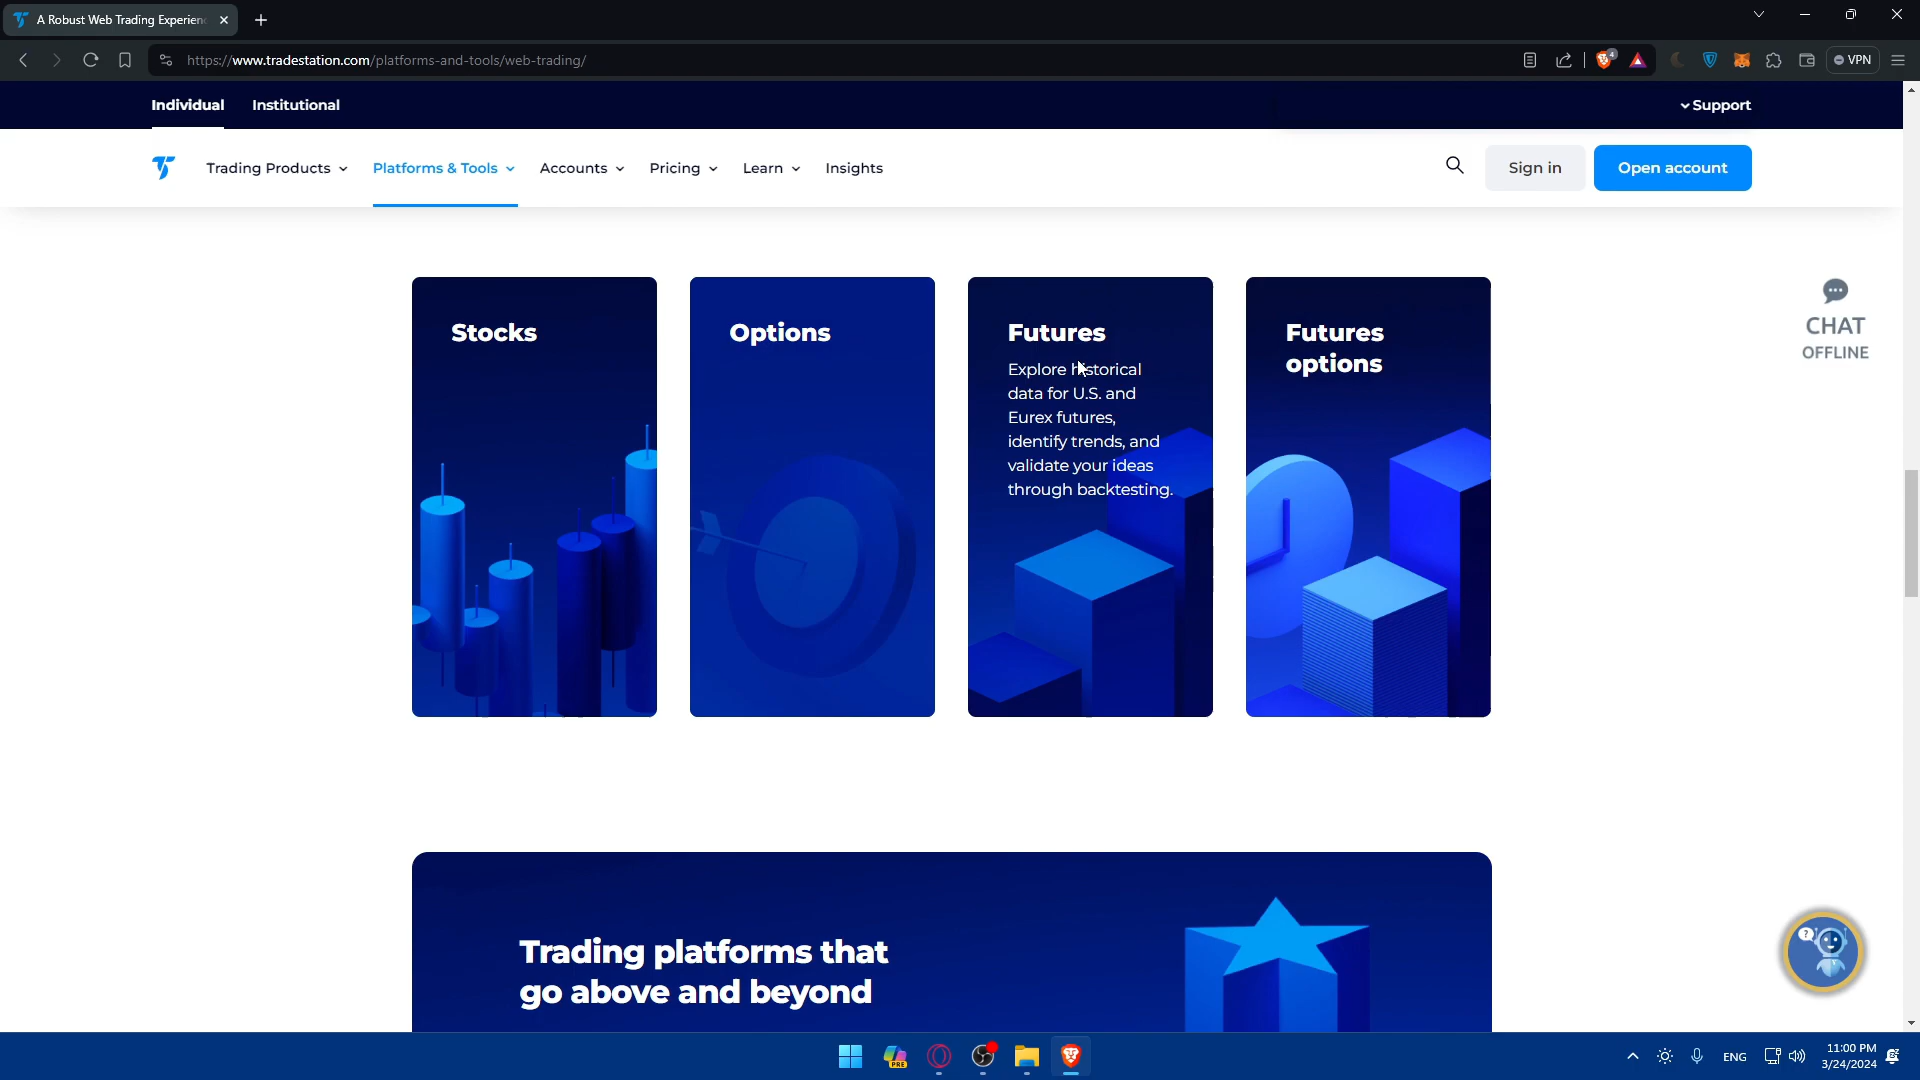 A Robust Web Trading Experien
https://www.tradestation.com/platforms-and-tools/web-trading/
4
VPN
Individual
Institutional
Support
Trading Products
Platforms & Tools
Accounts
Pricing
Learn
Insights
Sign in
Open account
Stocks
Options
Futures
Explore historical
data for U.S. and
Eurex futures,
identify trends, and
validate your ideas
through backtesting.
Futures
options
CHAT
OFFLINE
Trading platforms that
go above and beyond
?
PRE
ENG
11:00 PM
3/24/2024